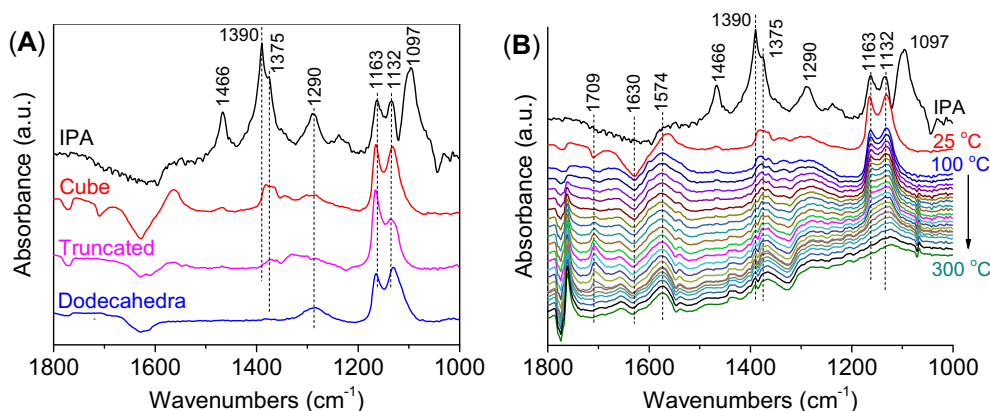 (A)
1466
1390
1375
1290
1163
1132
1097
IPA
Cube
Truncated
Dodecahedra
Absorbance (a.u.)
1800 1600 1400 1200 1000
Wavenumbers (cm⁻¹)
(B)
1709
1630
1574
1466
1390
1375
1290
1163
1132
1097
IPA
25 °C
100 °C
300 °C
Absorbance (a.u.)
1800 1600 1400 1200 1000
Wavenumbers (cm⁻¹)